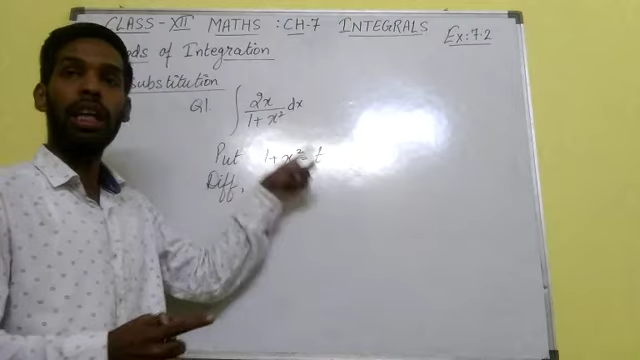 CLASS - XII MATHS : CH-7 INTEGRALS Ex: 7.2
of Integration
substitution
Q1. ∫ 2x/1+x² dx
Put 1+x² = t
Diff,